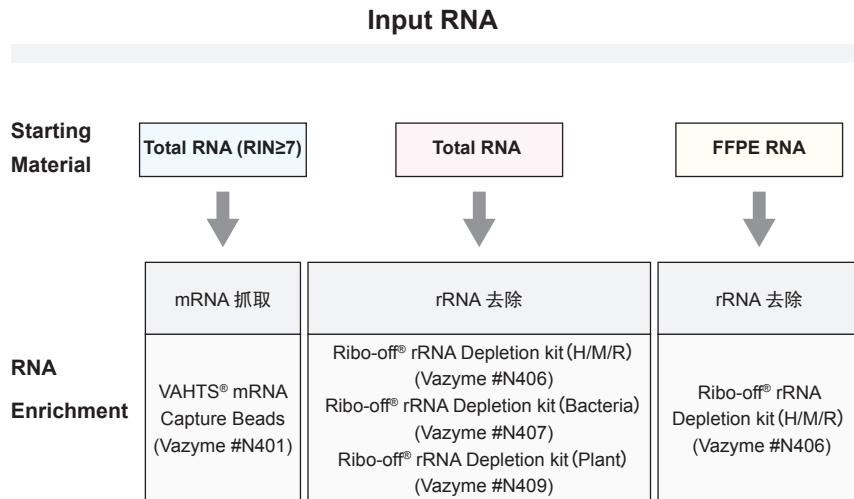 Input RNA
Starting
Material
Total RNA (RIN≥7)
Total RNA
FFPE RNA
mRNA 抓取
rRNA 去除
rRNA 去除
RNA
Enrichment
VAHTS® mRNA
Capture Beads
(Vazyme #N401)
Ribo-off® rRNA Depletion kit(H/M/R)
(Vazyme #N406)
Ribo-off® rRNA Depletion kit(Bacteria)
(Vazyme #N407)
Ribo-off® rRNA Depletion kit(Plant)
(Vazyme #N409)
Ribo-off® rRNA
Depletion kit(H/M/R)
(Vazyme #N406)